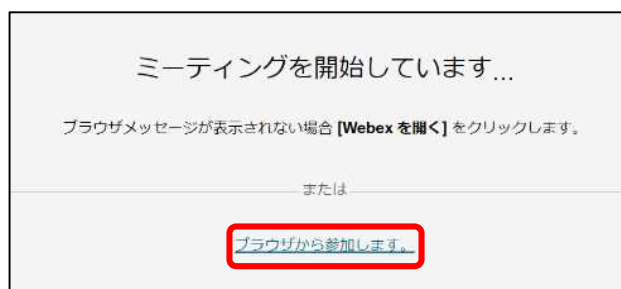 ミーティングを開始しています...
ブラウザメッセージが表示されない場合 [Webex を開く] をクリックします。
または
ブラウザから参加します。